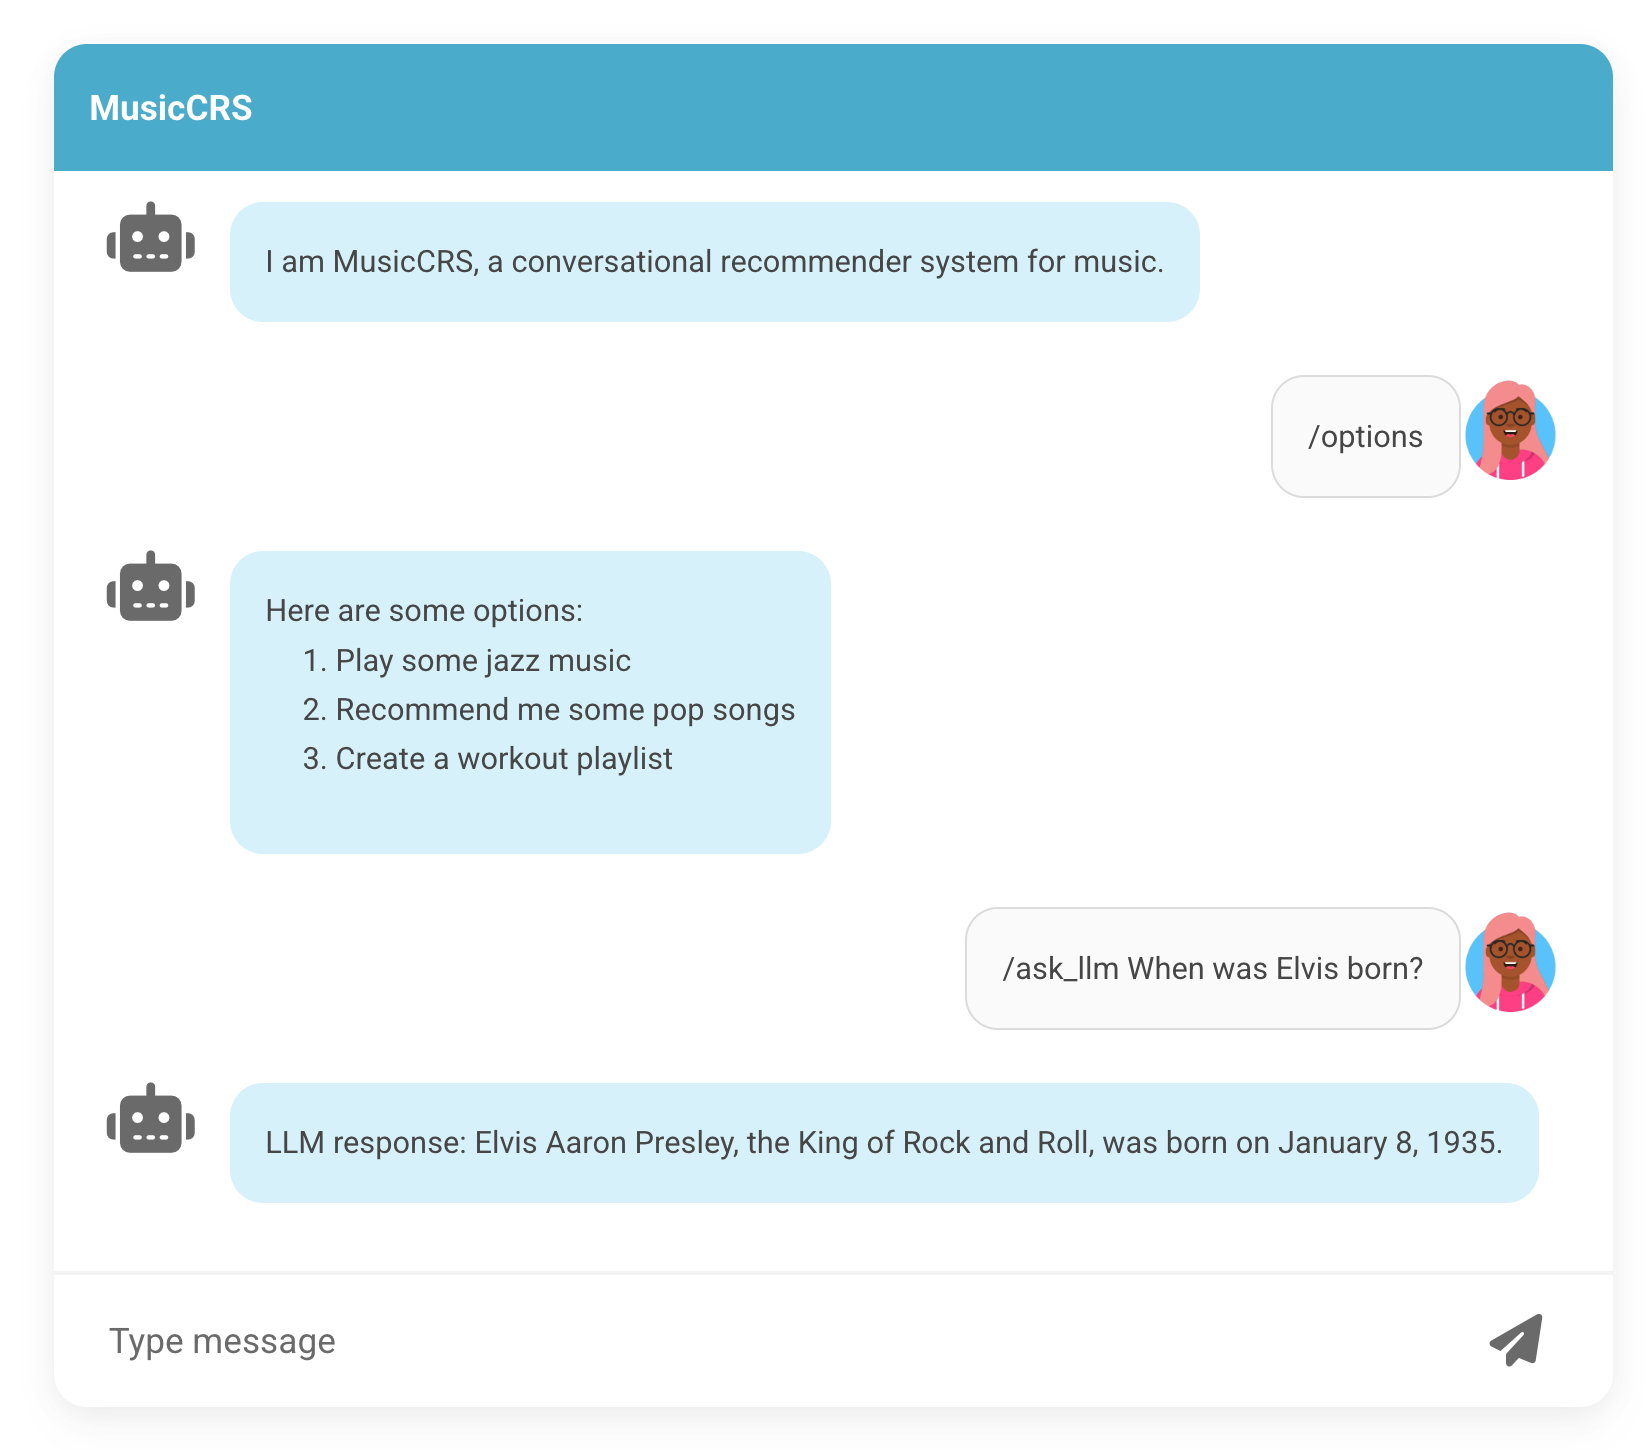 MusicCRS
I am MusicCRS, a conversational recommender system for music.
/options
Here are some options:
1. Play some jazz music
2. Recommend me some pop songs
3. Create a workout playlist
/ask_llm When was Elvis born?
LLM response: Elvis Aaron Presley, the King of Rock and Roll, was born on January 8, 1935.
Type message